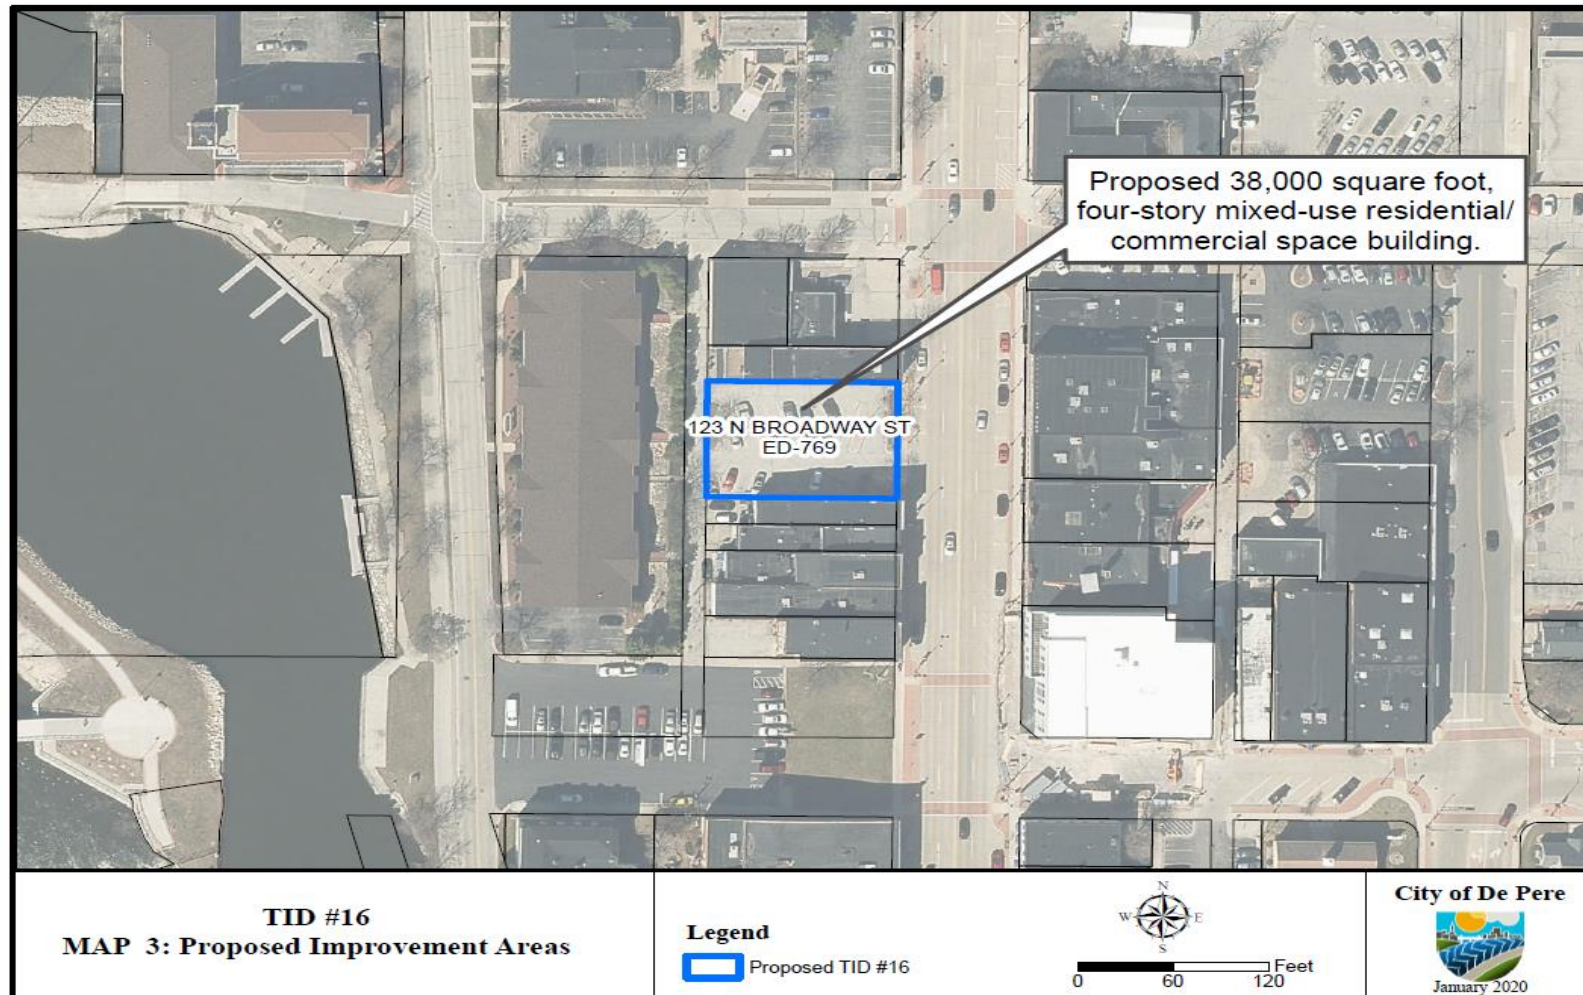 Proposed 38,000 square foot,
four-story mixed-use residential/
commercial space building.
123 N BROADWAY ST
ED-769
TID #16
MAP 3: Proposed Improvement Areas
Legend
Proposed TID #16
N
W E
S
Feet
0 60 120
City of De Pere
January 2020